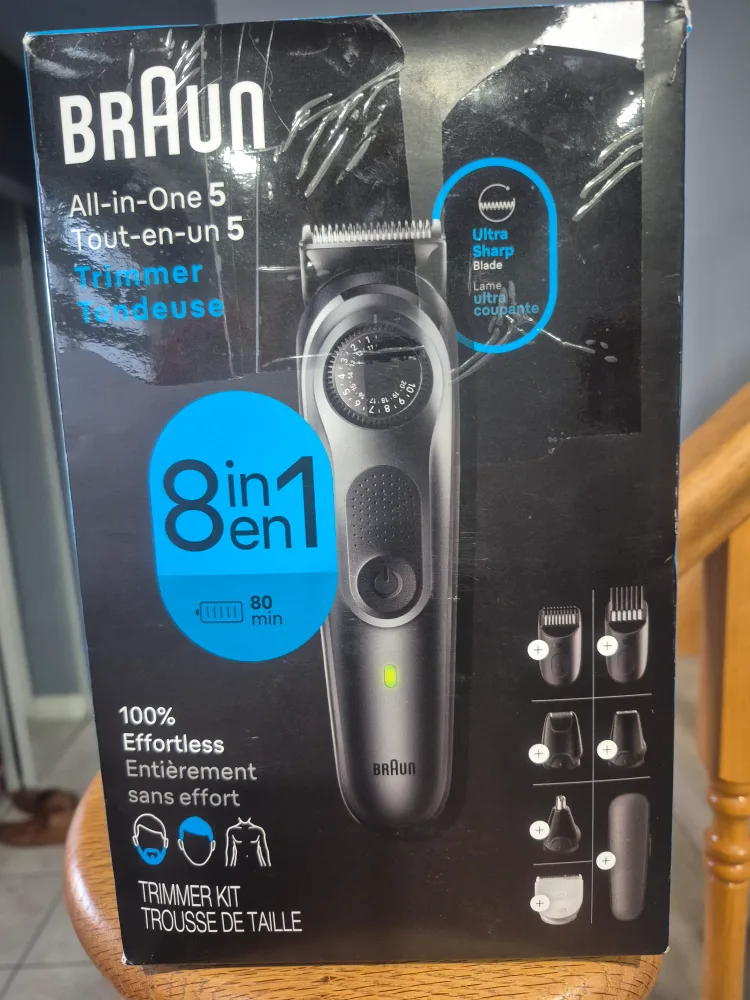 BRAUN
All-in-One 5
Tout-en-un 5
Trimmer
Tondeuse
Ultra
Sharp
Blade
Lame
ultra
coupante
8 in en 1
80
min
100%
Effortless
Entièrement
sans effort
BRAUN
TRIMMER KIT
TROUSSE DE TAILLE